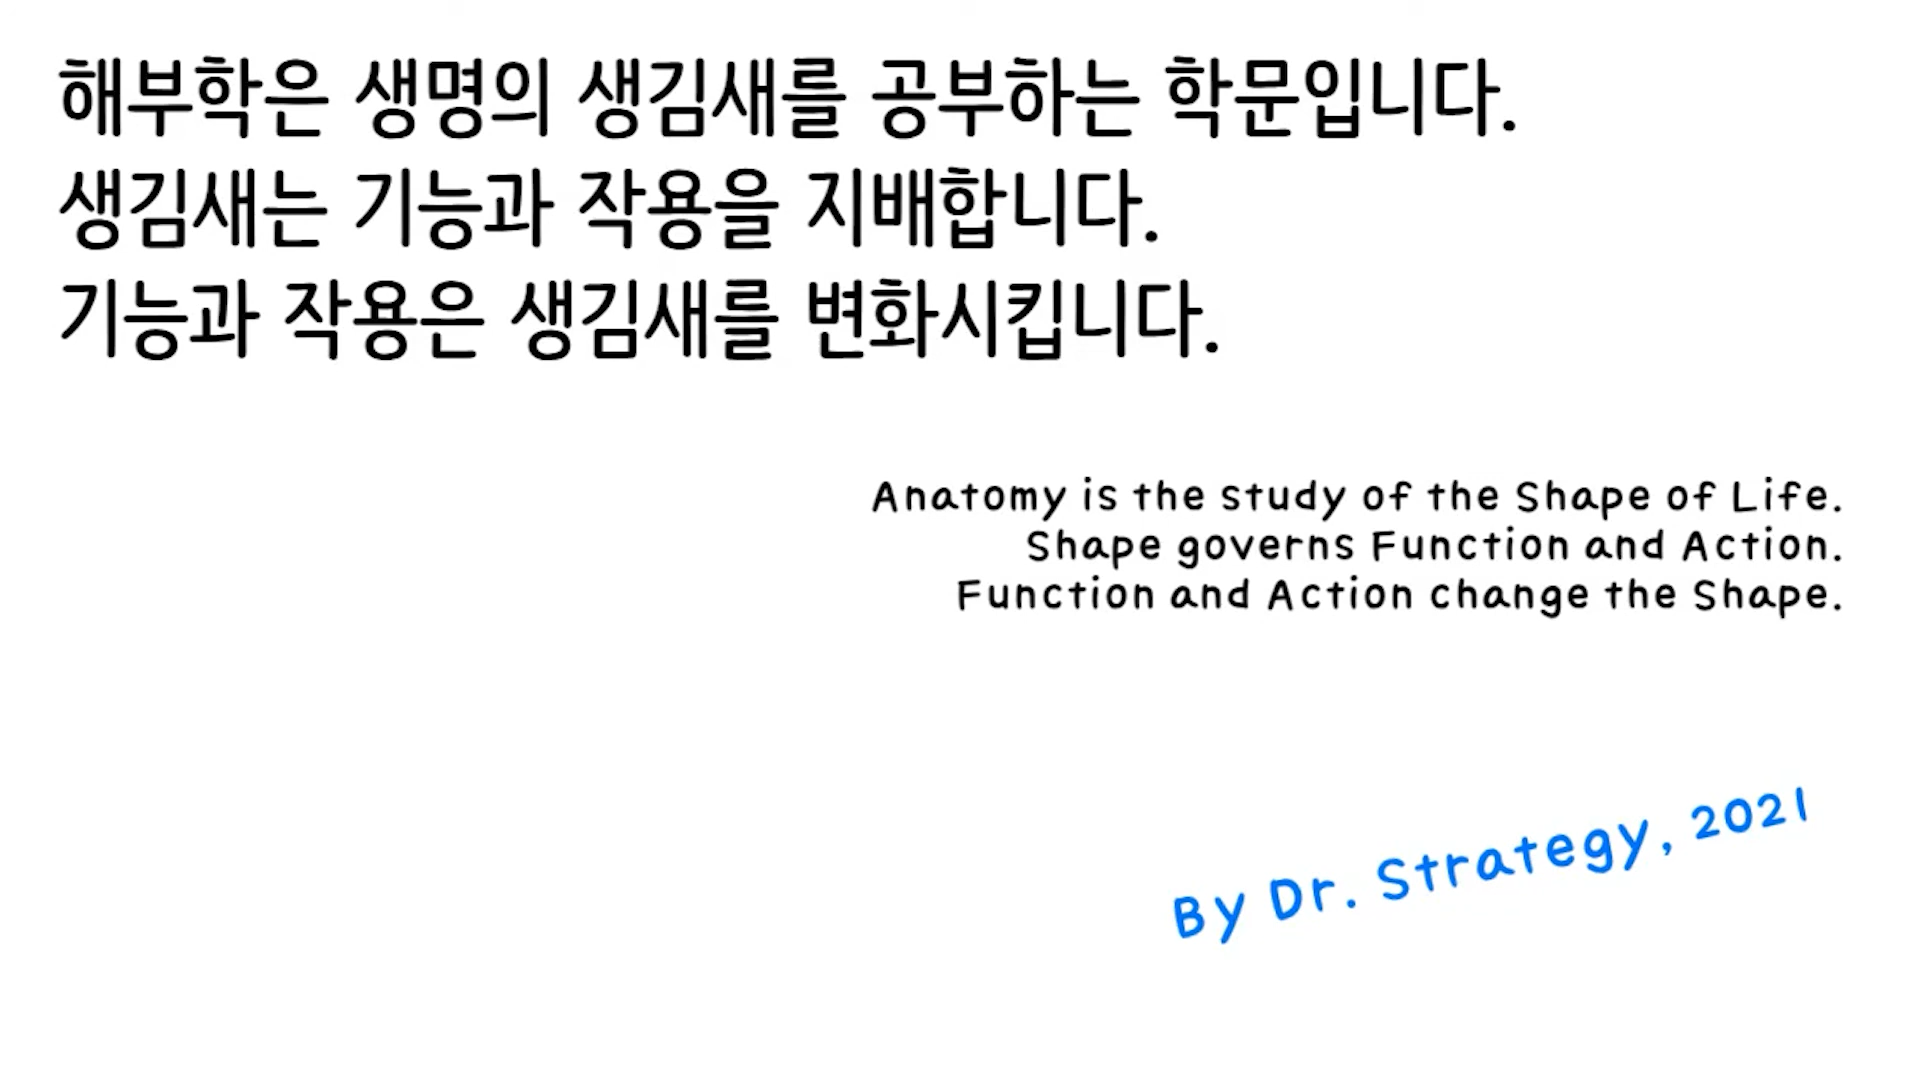 해부학은 생명의 생김새를 공부하는 학문입니다.
생김새는 기능과 작용을 지배합니다.
기능과 작용은 생김새를 변화시킵니다.
Anatomy is the study of the Shape of Life.
Shape governs Function and Action.
Function and Action change the Shape.
By Dr. Strategy, 2021